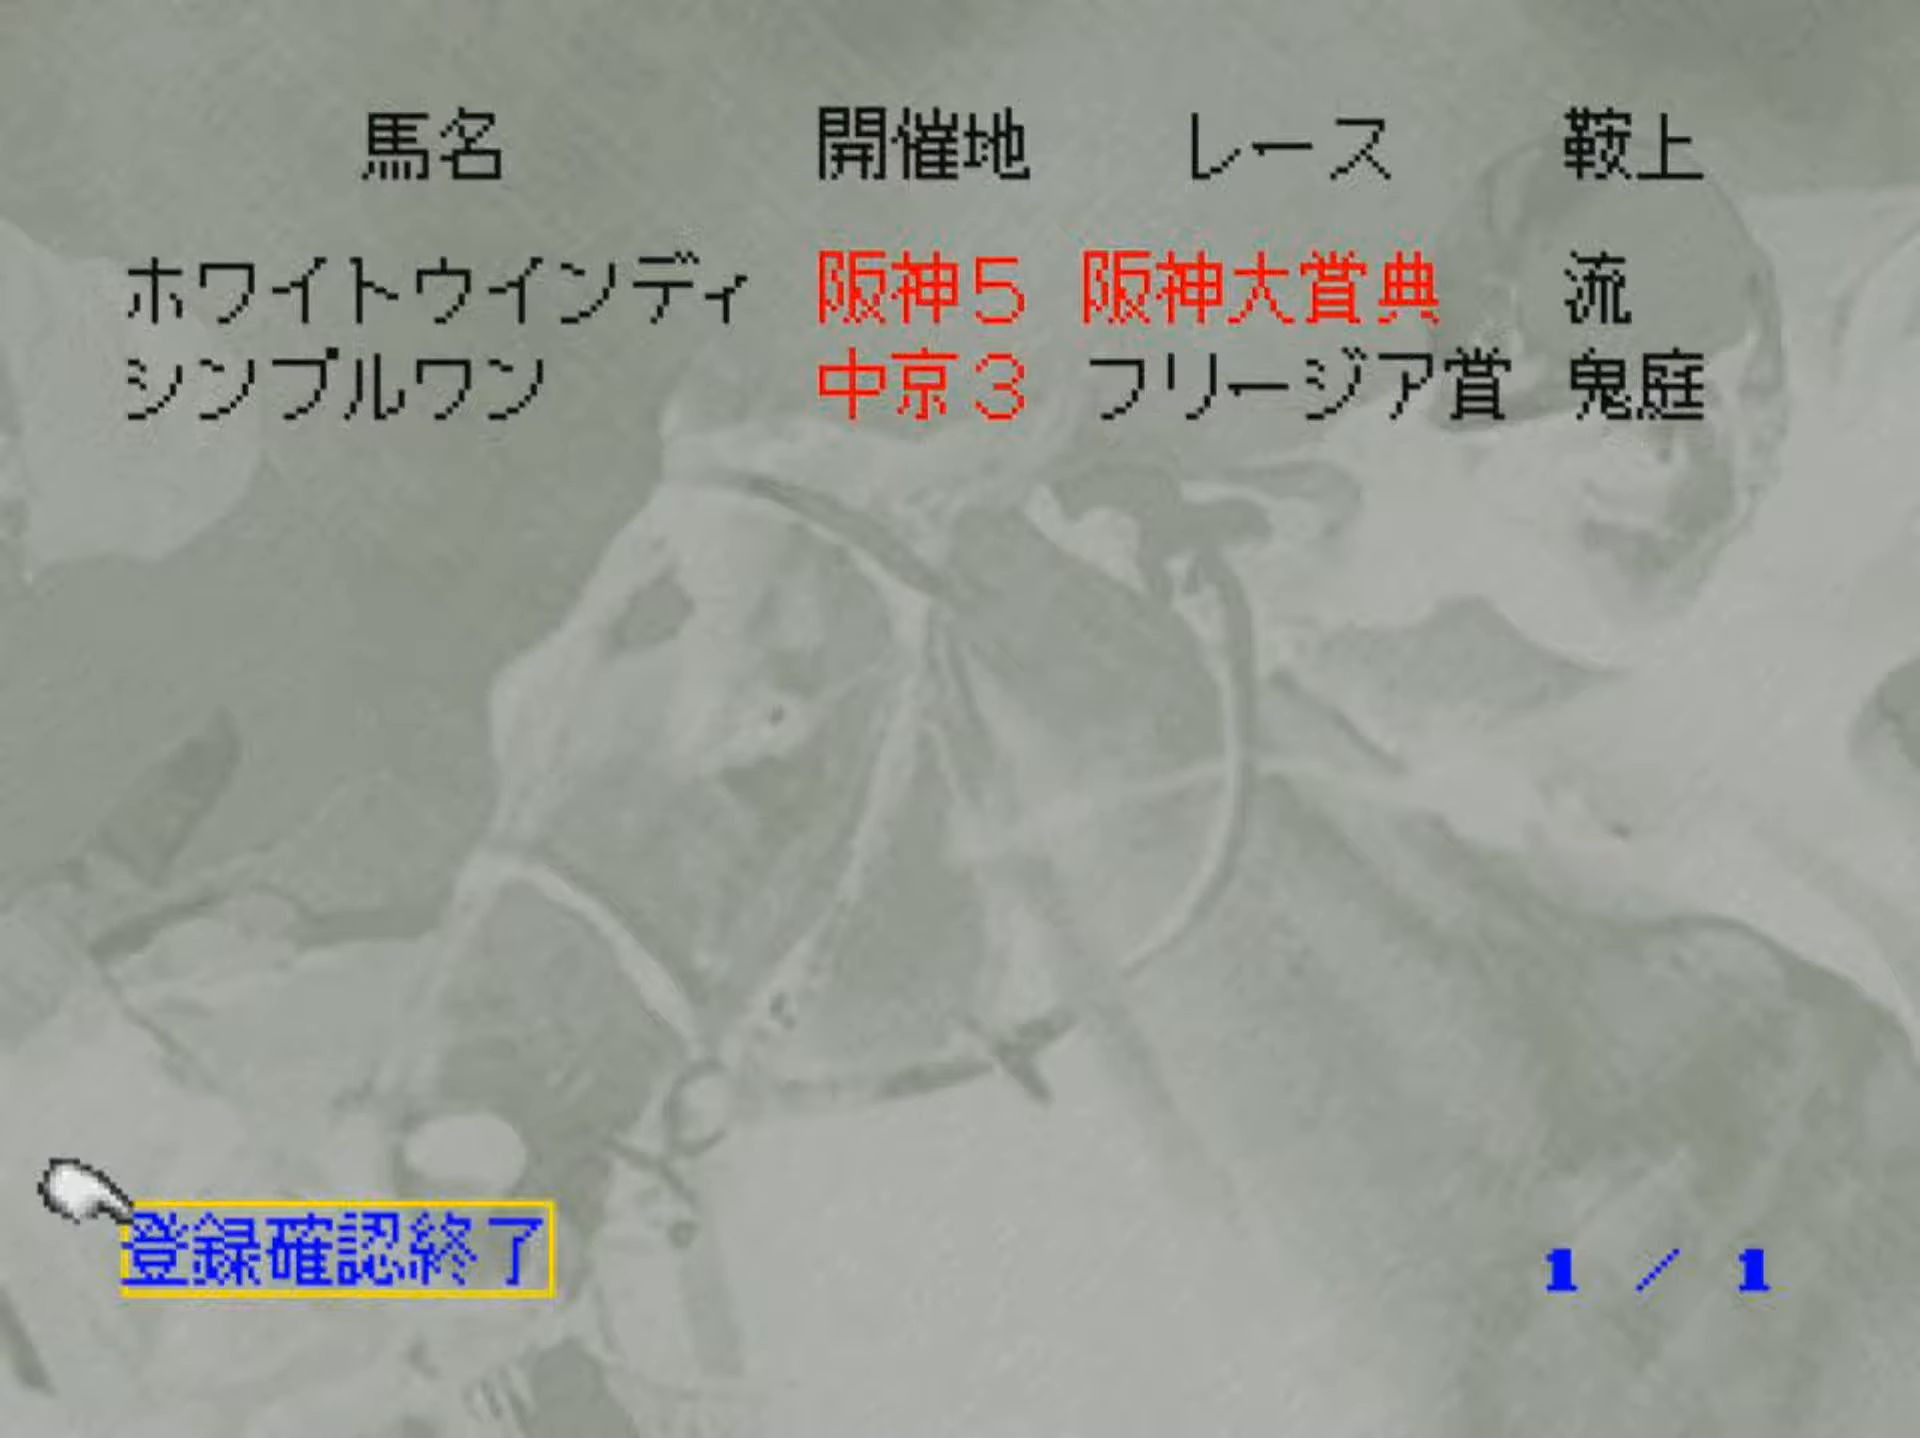 馬名 開催地 レース 鞍上
ホワイトウインディ 阪神５ 阪神大賞典 流
シンプルワン 中京３ フリージア賞 鬼庭
登録確認終了 1 / 1